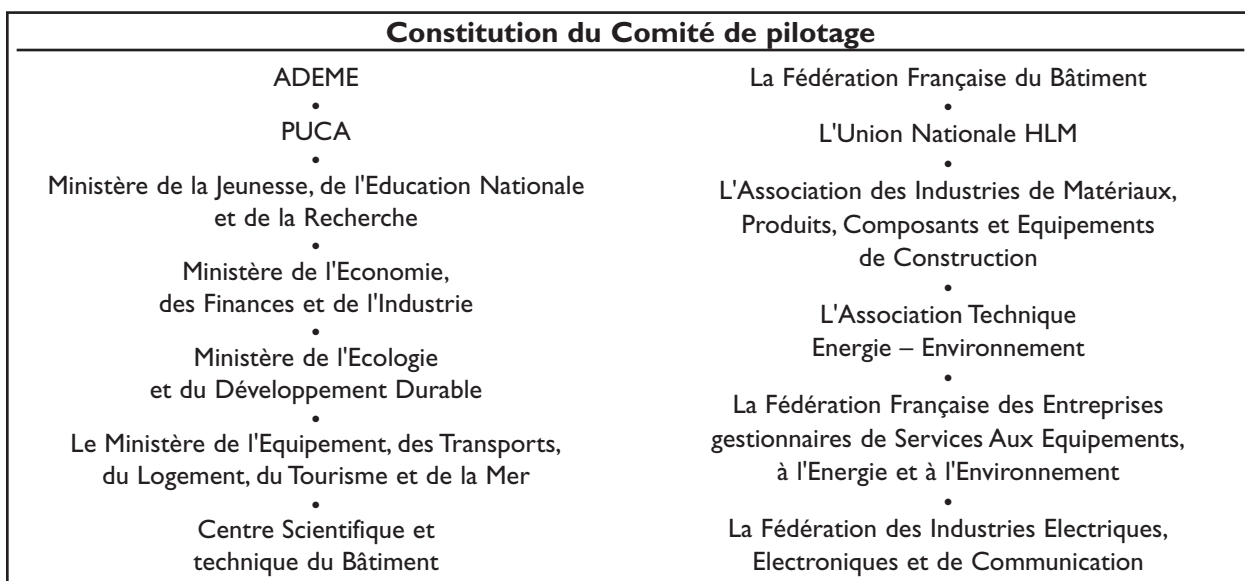 Constitution du Comité de pilotage
ADEME
•
PUCA
•
Ministère de la Jeunesse, de l'Education Nationale
et de la Recherche
•
Ministère de l'Economie,
des Finances et de l'Industrie
•
Ministère de l'Ecologie
et du Développement Durable
•
Le Ministère de l'Equipement, des Transports,
du Logement, du Tourisme et de la Mer
•
Centre Scientifique et
technique du Bâtiment
La Fédération Française du Bâtiment
•
L'Union Nationale HLM
•
L'Association des Industries de Matériaux,
Produits, Composants et Equipements
de Construction
•
L'Association Technique
Energie – Environnement
•
La Fédération Française des Entreprises
gestionnaires de Services Aux Equipements,
à l'Energie et à l'Environnement
•
La Fédération des Industries Electriques,
Electroniques et de Communication